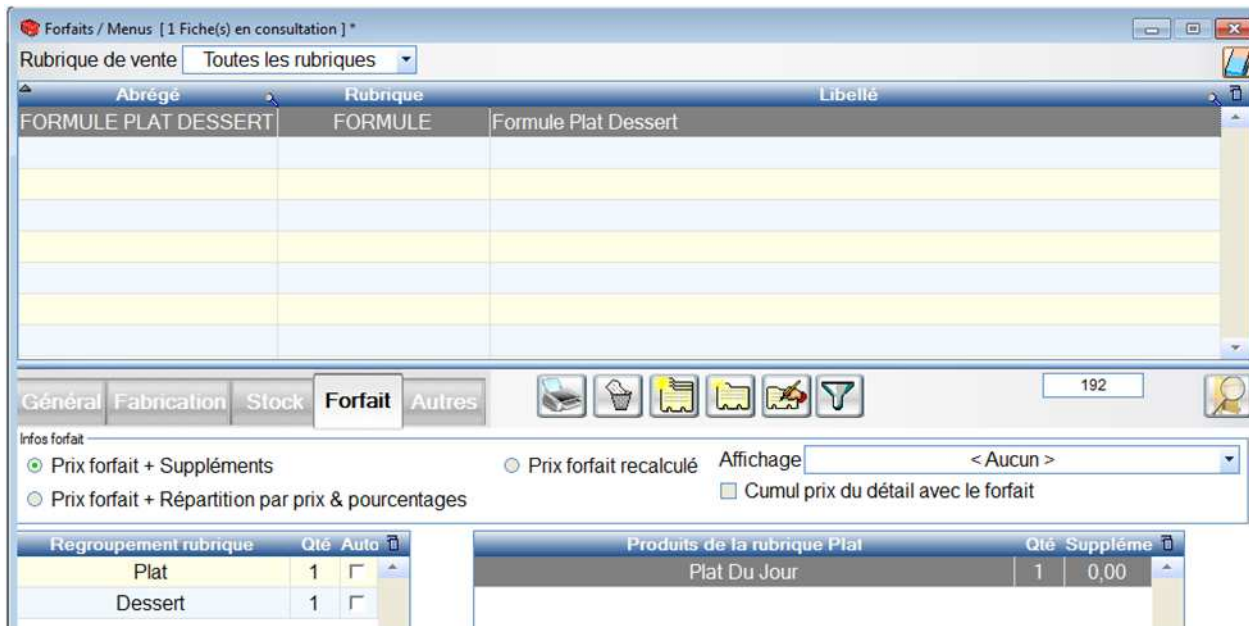 Forfaits / Menus [ 1 Fiche(s) en consultation ] *
Rubrique de vente Toutes les rubriques
Abrégé Rubrique Libellé
FORMULE PLAT DESSERT FORMULE Formule Plat Dessert
Général Fabrication Stock Forfait Autres 192
Infos forfait
Prix forfait + Suppléments Prix forfait recalculé Affichage < Aucun >
Prix forfait + Répartition par prix & pourcentages Cumul prix du détail avec le forfait
Regroupement rubrique Qté Auto Produits de la rubrique Plat Qté Suppléme
Plat 1 Plat Du Jour 1 0,00
Dessert 1